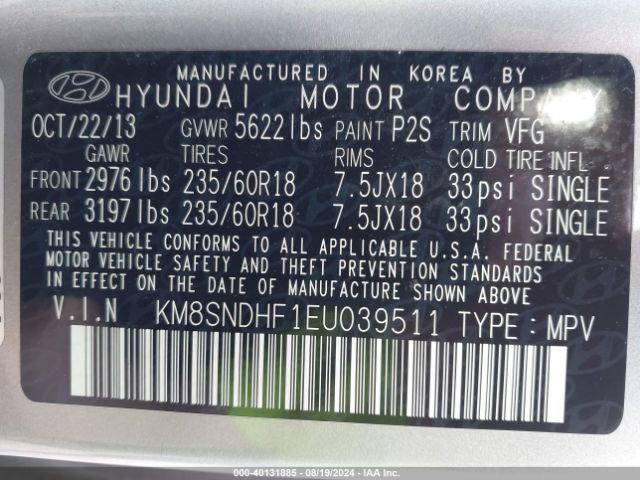 MANUFACTURED IN KOREA BY
HYUNDAI MOTOR COMPANY
OCT/22/13 GVWR 5622lbs PAINT P2S TRIM VFG
GAWR TIRES RIMS COLD TIRE INFL
FRONT 2976lbs 235/60R18 7.5JX18 33psi SINGLE
REAR 3197lbs 235/60R18 7.5JX18 33psi SINGLE
THIS VEHICLE CONFORMS TO ALL APPLICABLE U.S.A. FEDERAL
MOTOR VEHICLE SAFETY AND THEFT PREVENTION STANDARDS
IN EFFECT ON THE DATE OF MANUFACTURE SHOWN ABOVE
V.I.N KM8SNDHF1EU039511 TYPE : MPV
000-40131885 - 08/19/2024 - IAA Inc.